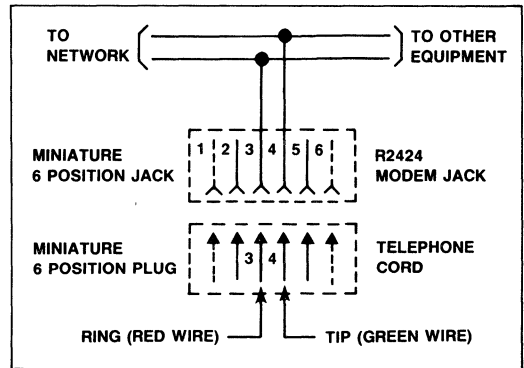 TO
NETWORK
TO OTHER
EQUIPMENT
MINIATURE
6 POSITION JACK
1 2 3 4 5 6
R2424
MODEM JACK
MINIATURE
6 POSITION PLUG
3 4
TELEPHONE
CORD
RING (RED WIRE)
TIP (GREEN WIRE)